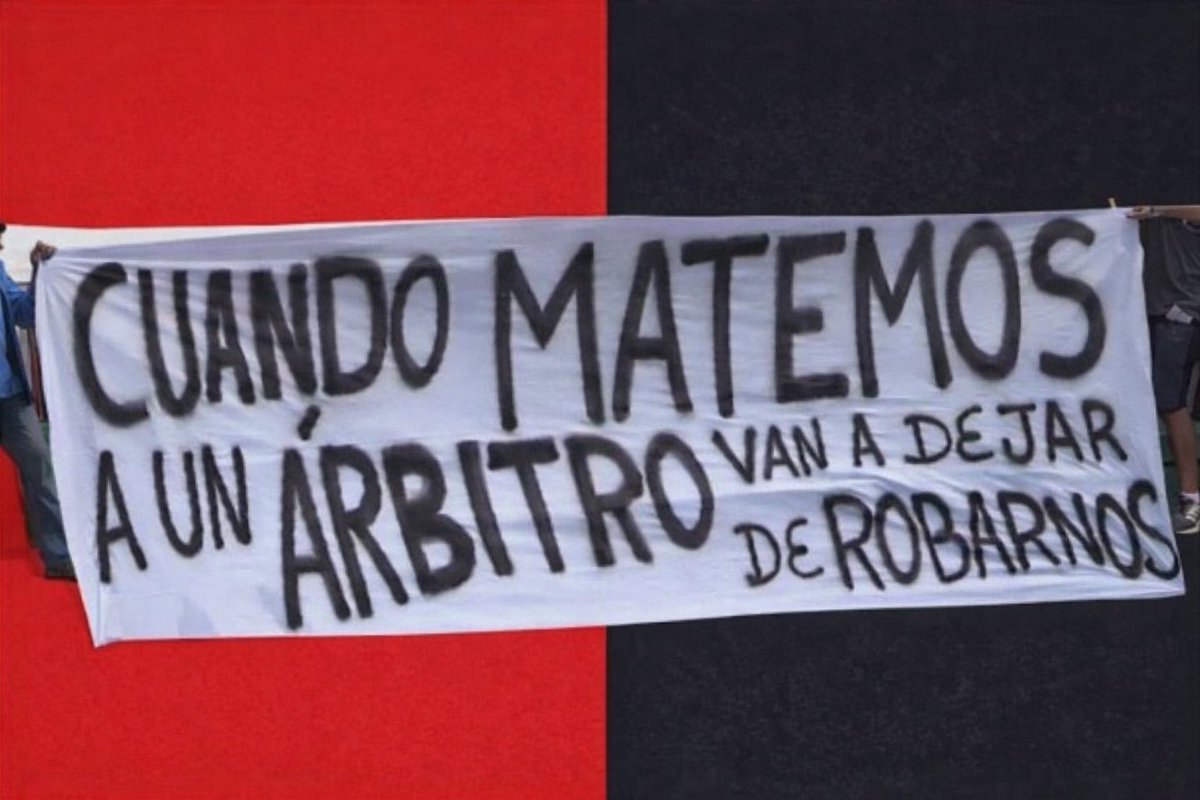 CUANDO MATEMOS
A UN ÁRBITRO VAN A DEJAR
DE ROBARNOS